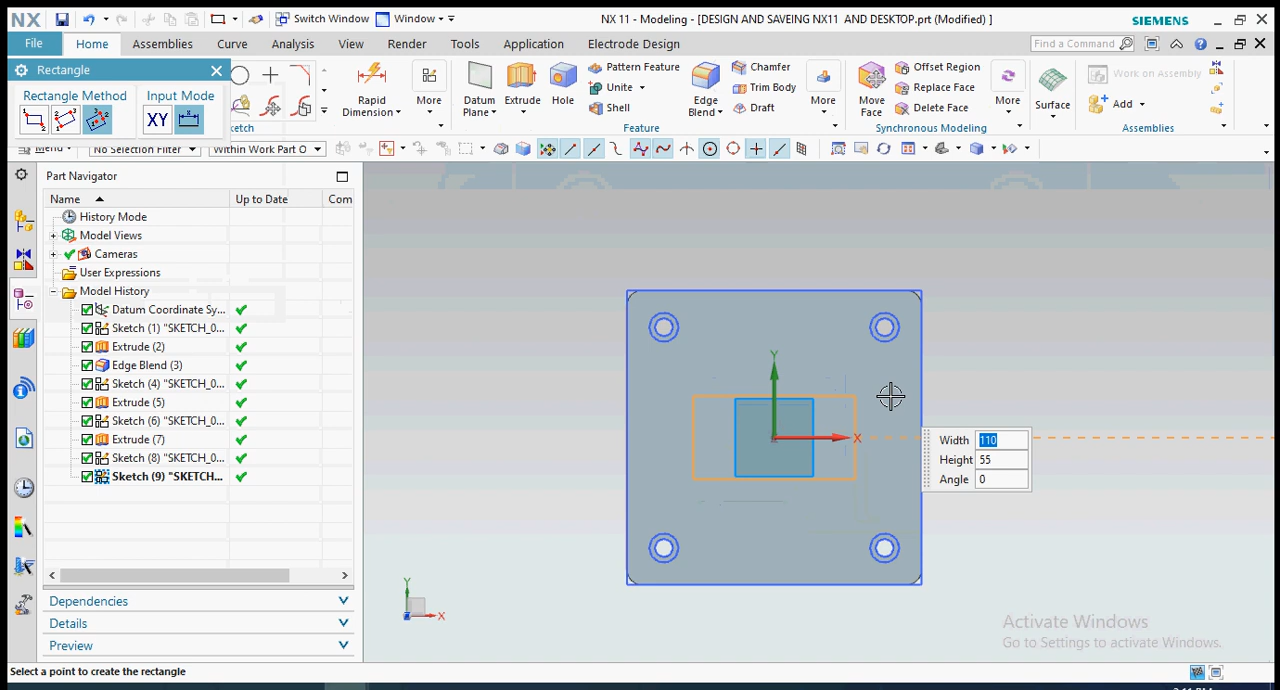 NX Switch Window Window NX 11 - Modeling - [DESIGN AND SAVEING NX11 AND DESKTOP.prt (Modified) ] SIEMENS
File Home Assemblies Curve Analysis View Render Tools Application Electrode Design Find a Command
Rectangle
Rectangle Method Input Mode
XY
Rapid Dimension
More
Datum Plane
Extrude
Hole
Pattern Feature
Unite
Shell
Edge Blend
Chamfer
Trim Body
Draft
More
Feature
Move Face
Offset Region
Replace Face
Delete Face
More
Synchronous Modeling
Surface
Work on Assembly
Add
Assemblies
Menu No Selection Filter Within Work Part O
Part Navigator
Name Up to Date Com
History Mode
Model Views
Cameras
User Expressions
Model History
Datum Coordinate Sy...
Sketch (1) "SKETCH_0...
Extrude (2)
Edge Blend (3)
Sketch (4) "SKETCH_0...
Extrude (5)
Sketch (6) "SKETCH_0...
Extrude (7)
Sketch (8) "SKETCH_0...
Sketch (9) "SKETCH...
Dependencies
Details
Preview
Y
X
Width 110
Height 55
Angle 0
Y
X
Activate Windows
Go to Settings to activate Windows.
Select a point to create the rectangle